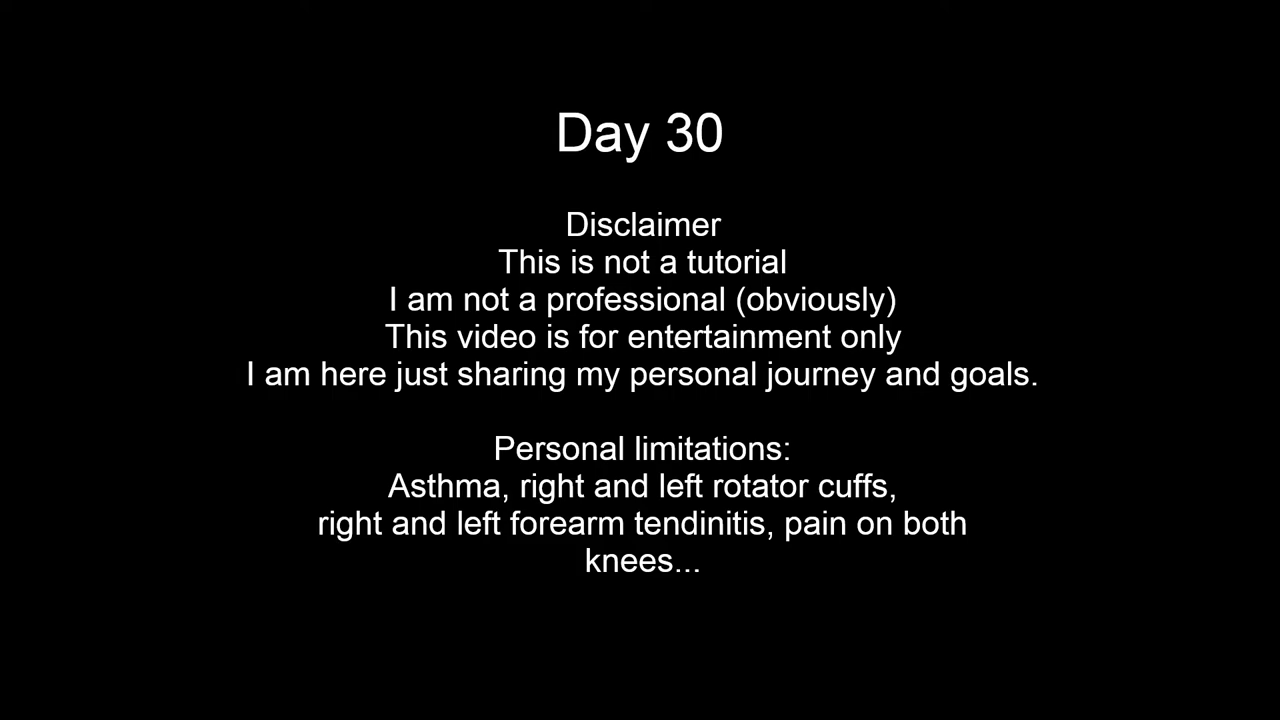 Day 30
Disclaimer
This is not a tutorial
I am not a professional (obviously)
This video is for entertainment only
I am here just sharing my personal journey and goals.
Personal limitations:
Asthma, right and left rotator cuffs,
right and left forearm tendinitis, pain on both
knees...